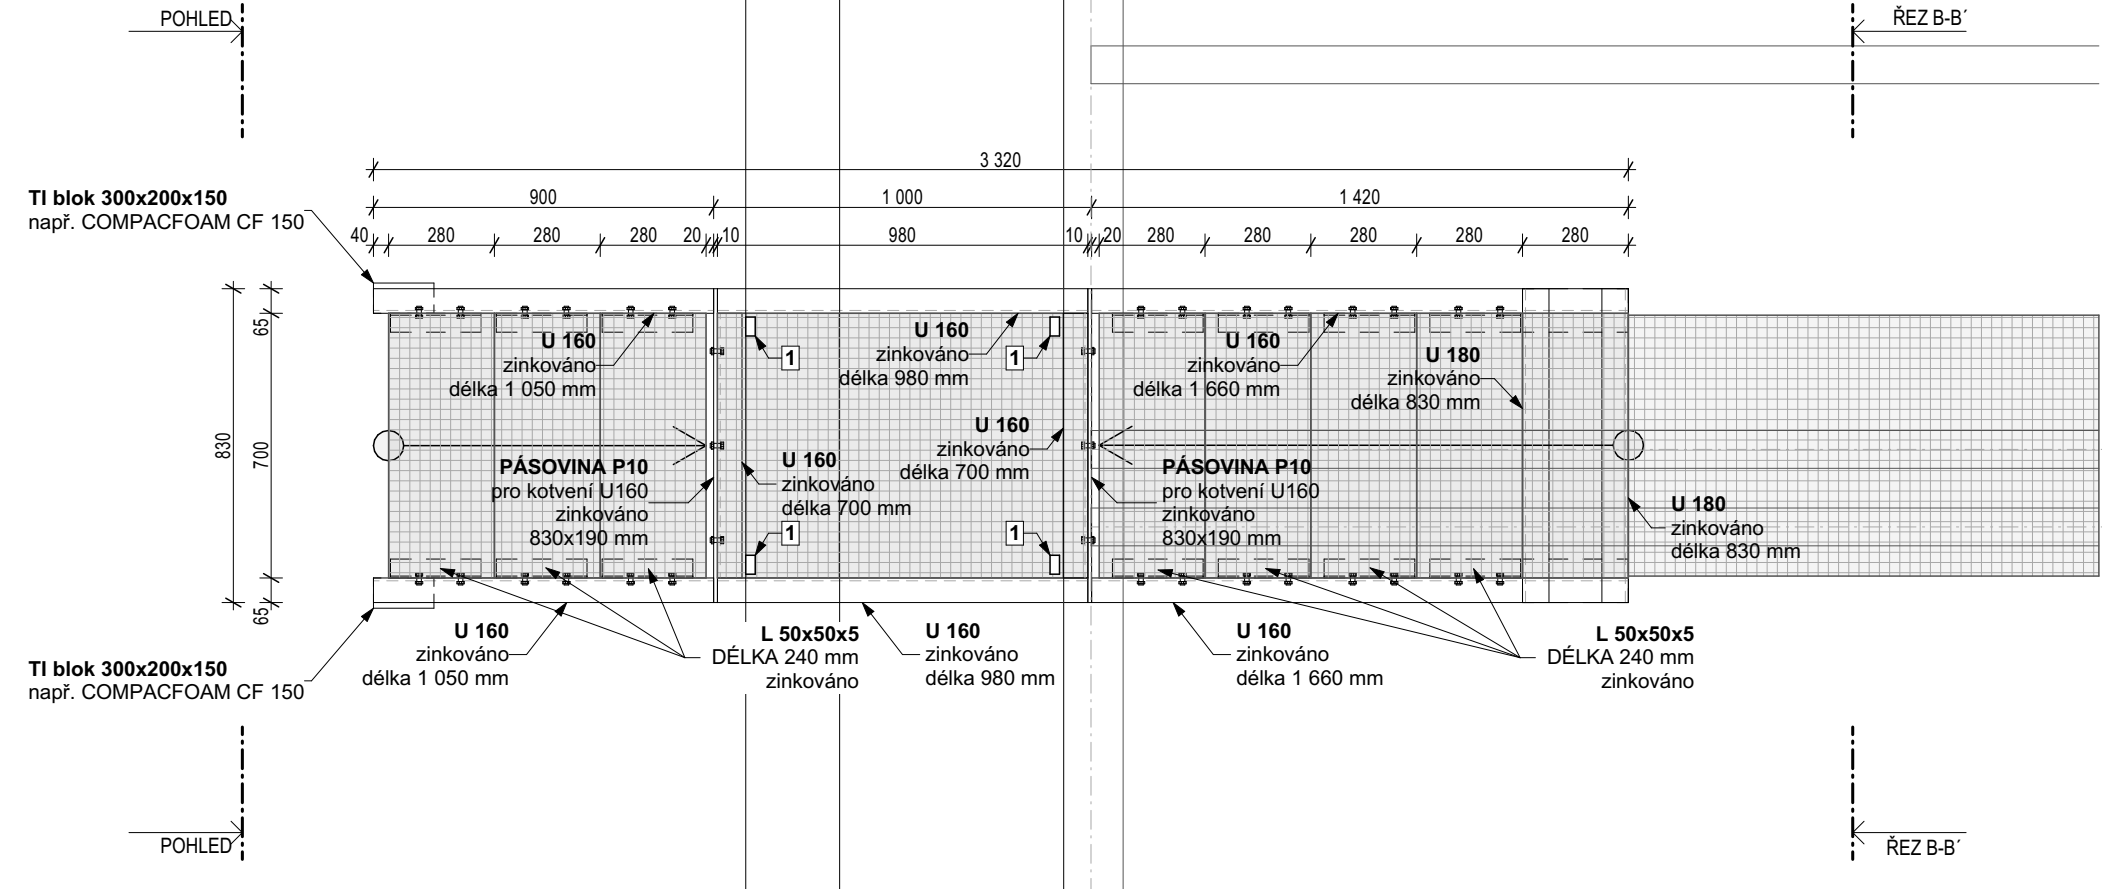 POHLED
ŘEZ B-B´
3 320
900
1 000
1 420
40
280
280
280
20
10
980
10
20
280
280
280
280
280
TI blok 300x200x150
např. COMPACFOAM CF 150
65
830
700
65
U 160
zinkováno
délka 1 050 mm
1
U 160
zinkováno
délka 980 mm
1
U 160
zinkováno
délka 1 660 mm
U 180
zinkováno
délka 830 mm
PÁSOVINA P10
pro kotvení U160
zinkováno
830x190 mm
U 160
zinkováno
délka 700 mm
U 160
zinkováno
délka 700 mm
PÁSOVINA P10
pro kotvení U160
zinkováno
830x190 mm
1
1
U 180
zinkováno
délka 830 mm
TI blok 300x200x150
např. COMPACFOAM CF 150
U 160
zinkováno
délka 1 050 mm
L 50x50x5
DÉLKA 240 mm
zinkováno
U 160
zinkováno
délka 980 mm
U 160
zinkováno
délka 1 660 mm
L 50x50x5
DÉLKA 240 mm
zinkováno
POHLED
ŘEZ B-B´